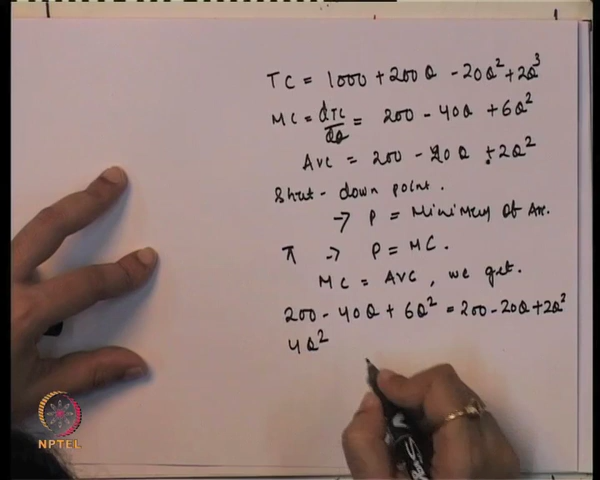 TC = 1000 + 200Q - 20Q² + 2Q³
MC = dTC/dQ = 200 - 40Q + 6Q²
AVC = 200 - 20Q + 2Q²
Shut-down point.
→ P = Minimum of AVC.
π → P = MC.
MC = AVC, we get.
200 - 40Q + 6Q² = 200 - 20Q + 2Q²
4Q²
NPTEL